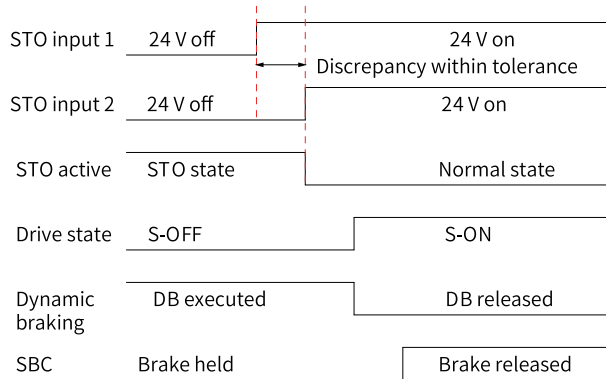 STO input 1 24 V off 24 V on
Discrepancy within tolerance
STO input 2 24 V off 24 V on
STO active STO state Normal state
Drive state S-OFF S-ON
Dynamic braking DB executed DB released
SBC Brake held Brake released